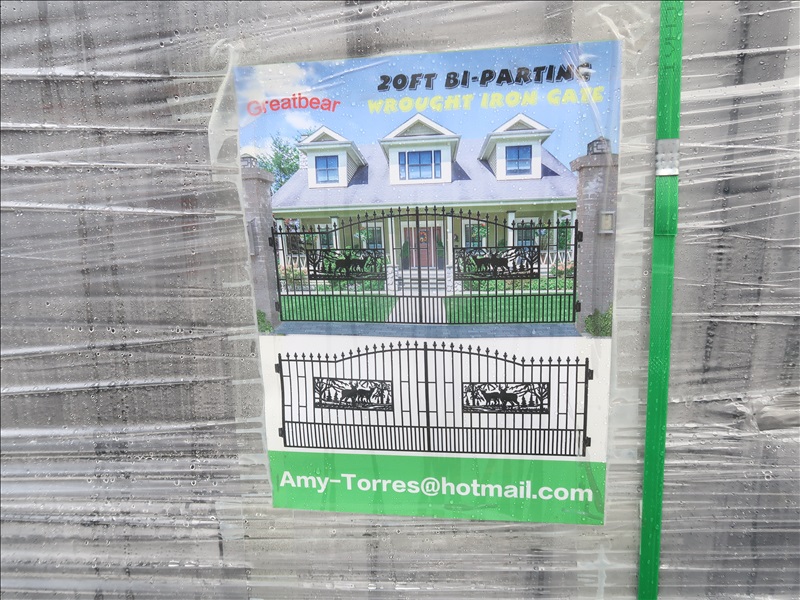 Greatbear
20FT BI-PARTING
WROUGHT IRON GATE
Amy-Torres@hotmail.com